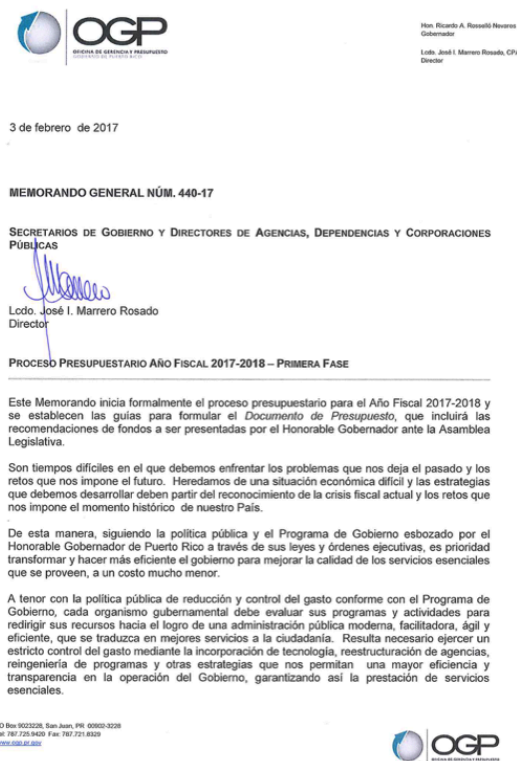 OGP
OFICINA DE GERENCIA Y PRESUPUESTO
GOBIERNO DE PUERTO RICO
Hon. Ricardo A. Rosselló Nevares
Gobernador
Lcdo. José I. Marrero Rosado, CPA
Director
3 de febrero de 2017
MEMORANDO GENERAL NÚM. 440-17
SECRETARIOS DE GOBIERNO Y DIRECTORES DE AGENCIAS, DEPENDENCIAS Y CORPORACIONES
PÚBLICAS
Lcdo. José I. Marrero Rosado
Director
PROCESO PRESUPUESTARIO AÑO FISCAL 2017-2018 – PRIMERA FASE
Este Memorando inicia formalmente el proceso presupuestario para el Año Fiscal 2017-2018 y
se establecen las guías para formular el Documento de Presupuesto, que incluirá las
recomendaciones de fondos a ser presentadas por el Honorable Gobernador ante la Asamblea
Legislativa.
Son tiempos difíciles en el que debemos enfrentar los problemas que nos deja el pasado y los
retos que nos impone el futuro. Heredamos de una situación económica difícil y las estrategias
que debemos desarrollar deben partir del reconocimiento de la crisis fiscal actual y los retos que
nos impone el momento histórico de nuestro País.
De esta manera, siguiendo la política pública y el Programa de Gobierno esbozado por el
Honorable Gobernador de Puerto Rico a través de sus leyes y órdenes ejecutivas, es prioridad
transformar y hacer más eficiente el gobierno para mejorar la calidad de los servicios esenciales
que se proveen, a un costo mucho menor.
A tenor con la política pública de reducción y control del gasto conforme con el Programa de
Gobierno, cada organismo gubernamental debe evaluar sus programas y actividades para
redirigir sus recursos hacia el logro de una administración pública moderna, facilitadora, ágil y
eficiente, que se traduzca en mejores servicios a la ciudadanía. Resulta necesario ejercer un
estricto control del gasto mediante la incorporación de tecnología, reestructuración de agencias,
reingeniería de programas y otras estrategias que nos permitan una mayor eficiencia y
transparencia en la operación del Gobierno, garantizando así la prestación de servicios
esenciales.
O Box 9023228, San Juan, PR 00902-3228
el: 787.725.9420 Fax: 787.721.8329
www.ogp.pr.gov
OGP
OFICINA DE GERENCIA Y PRESUPUESTO